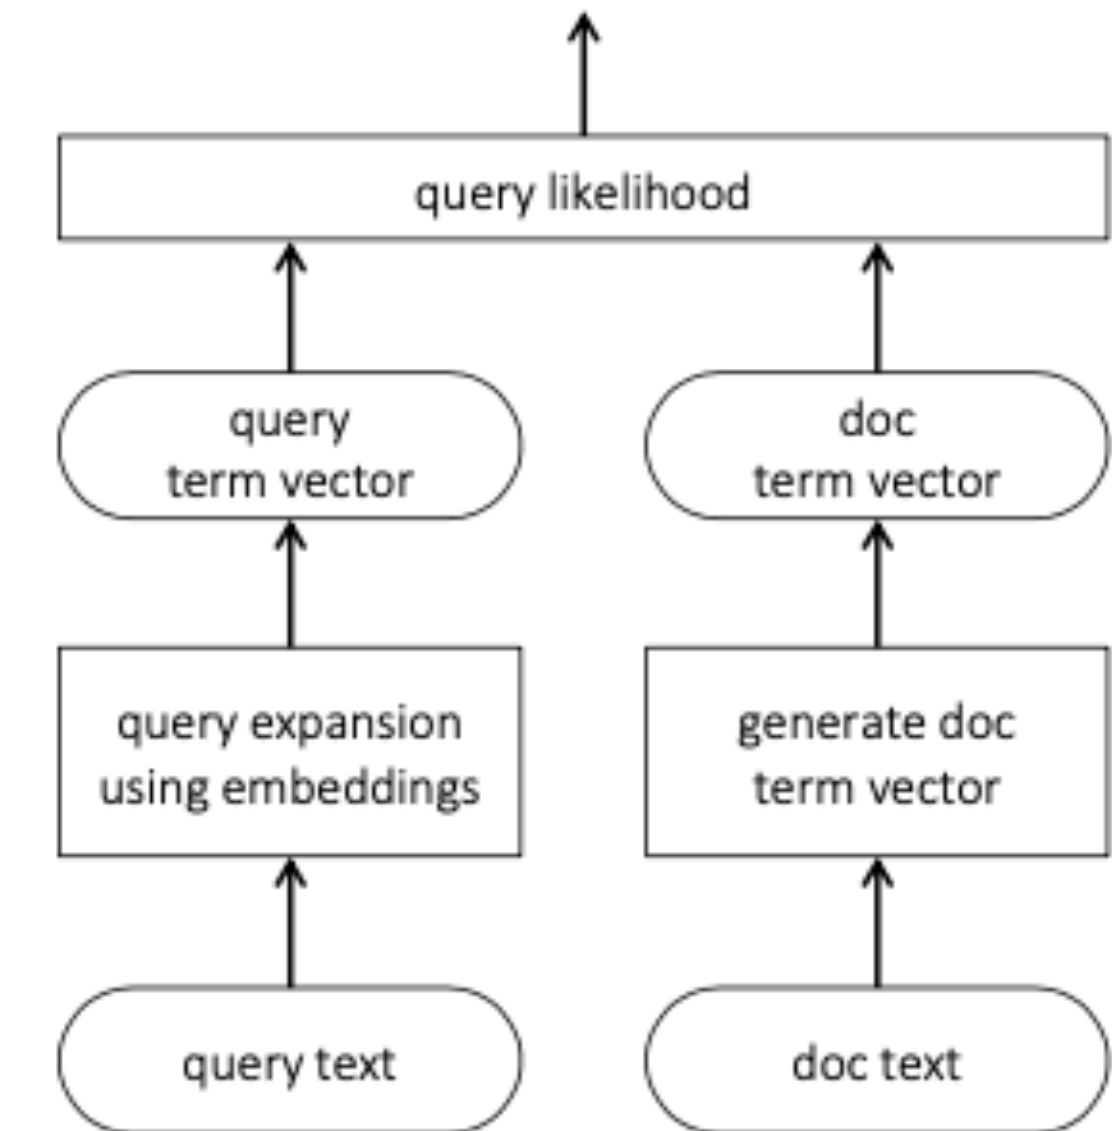 query likelihood
query
term vector
doc
term vector
query expansion
using embeddings
generate doc
term vector
query text
doc text